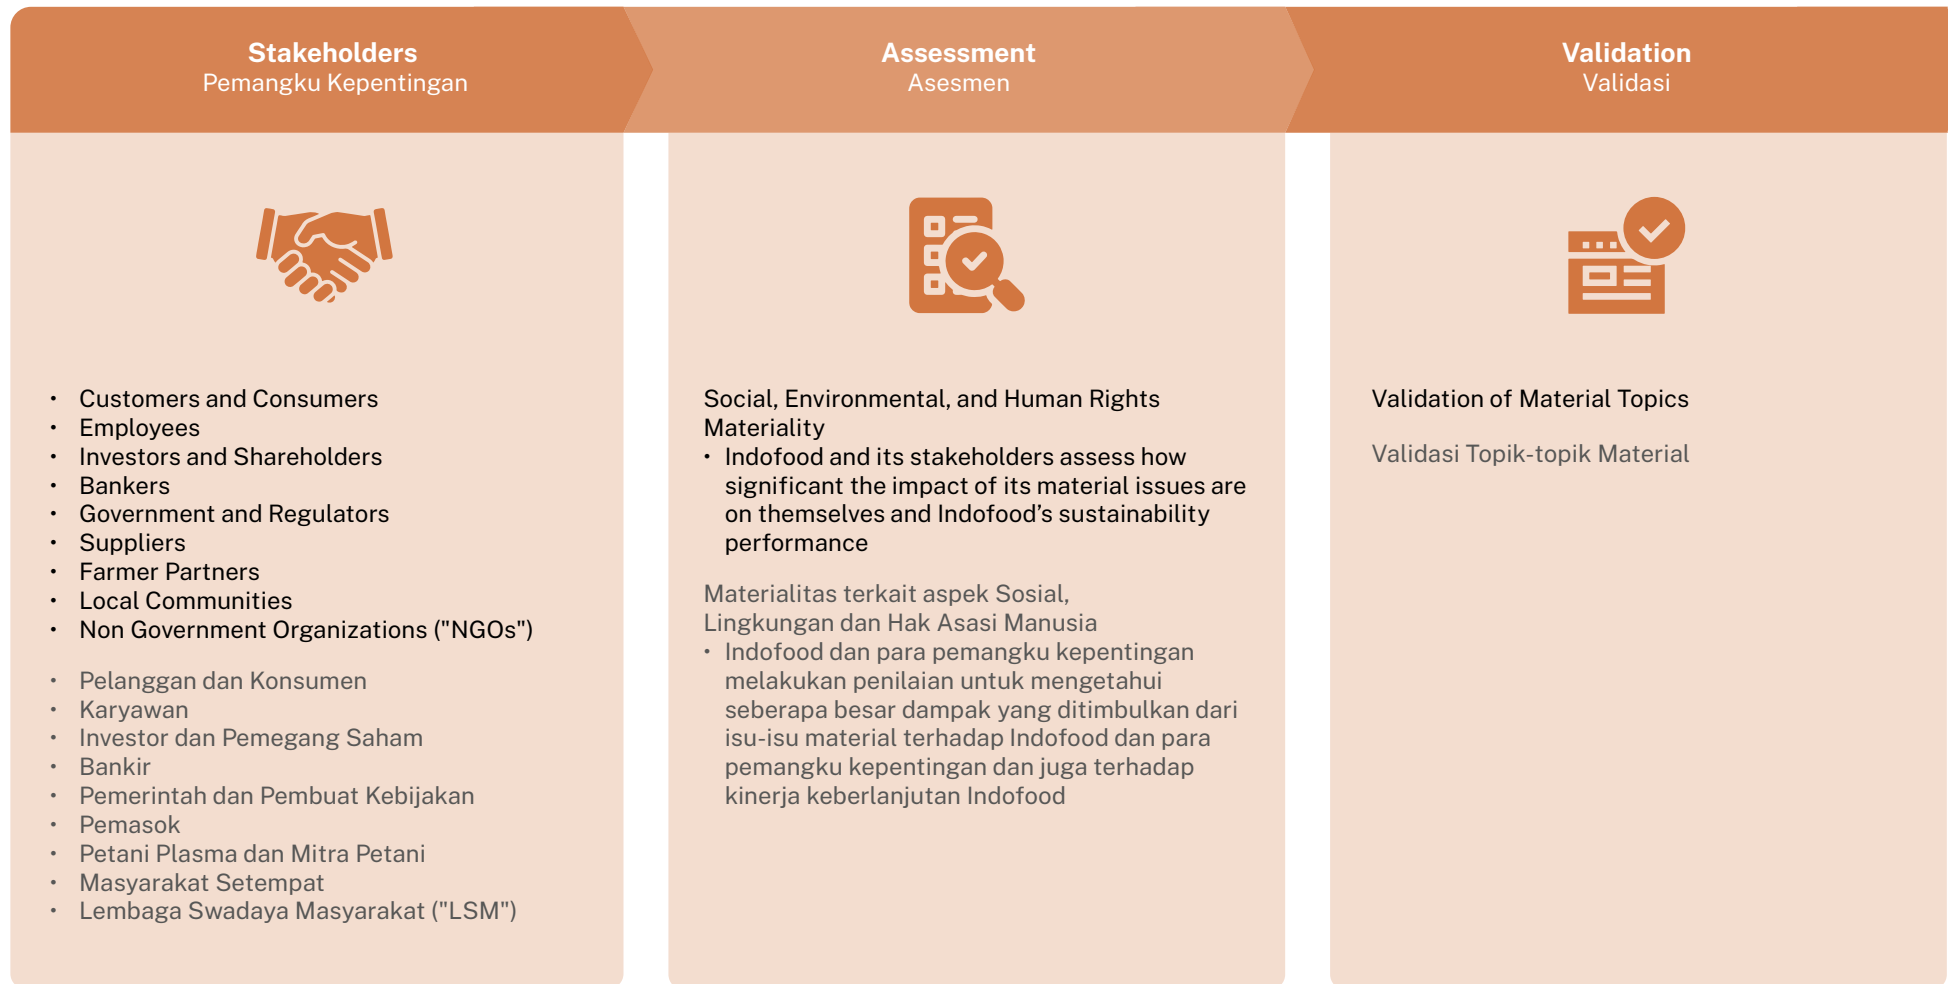 Stakeholders
Pemangku Kepentingan
Assessment
Asesmen
Validation
Validasi
• Customers and Consumers
• Employees
• Investors and Shareholders
• Bankers
• Government and Regulators
• Suppliers
• Farmer Partners
• Local Communities
• Non Government Organizations ("NGOs")
• Pelanggan dan Konsumen
• Karyawan
• Investor dan Pemegang Saham
• Bankir
• Pemerintah dan Pembuat Kebijakan
• Pemasok
• Petani Plasma dan Mitra Petani
• Masyarakat Setempat
• Lembaga Swadaya Masyarakat ("LSM")
Social, Environmental, and Human Rights
Materiality
• Indofood and its stakeholders assess how
significant the impact of its material issues are
on themselves and Indofood’s sustainability
performance
Materialitas terkait aspek Sosial,
Lingkungan dan Hak Asasi Manusia
• Indofood dan para pemangku kepentingan
melakukan penilaian untuk mengetahui
seberapa besar dampak yang ditimbulkan dari
isu-isu material terhadap Indofood dan para
pemangku kepentingan dan juga terhadap
kinerja keberlanjutan Indofood
Validation of Material Topics
Validasi Topik-topik Material